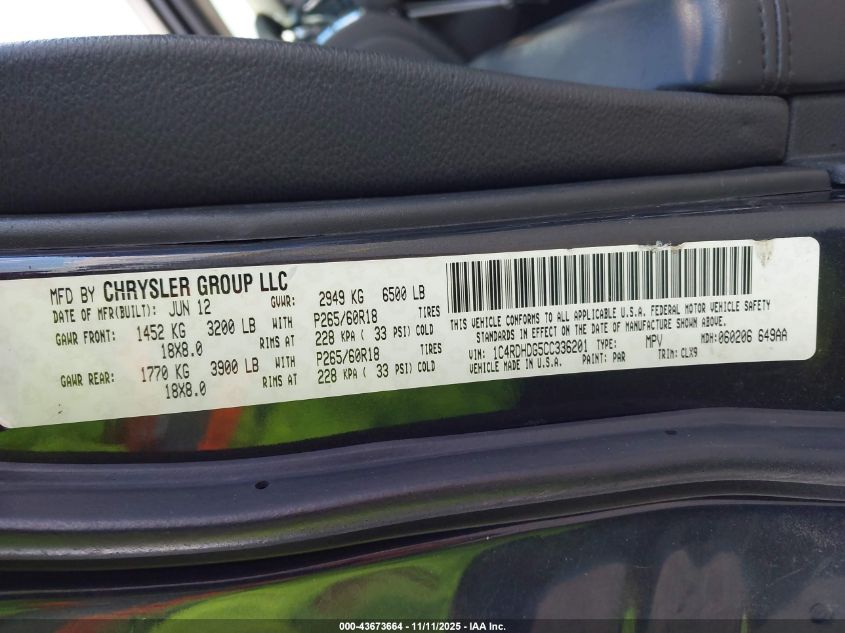 MFD BY CHRYSLER GROUP LLC
DATE OF MFR(BUILT): JUN 12 GVWR: 2949 KG 6500 LB
GAWR FRONT: 1452 KG 3200 LB WITH P265/60R18 TIRES
18X8.0 RIMS AT 228 KPA ( 33 PSI) COLD
GAWR REAR: 1770 KG 3900 LB WITH P265/60R18 TIRES
18X8.0 RIMS AT 228 KPA ( 33 PSI) COLD
THIS VEHICLE CONFORMS TO ALL APPLICABLE U.S.A. FEDERAL MOTOR VEHICLE SAFETY
STANDARDS IN EFFECT ON THE DATE OF MANUFACTURE SHOWN ABOVE.
VIN: 1C4RDHDG5CC336201 TYPE: MPV MDH: 060206 649AA
VEHICLE MADE IN U.S.A. PAINT: PAR TRIM: CLX9
000-43673664 - 11/11/2025 - IAA Inc.